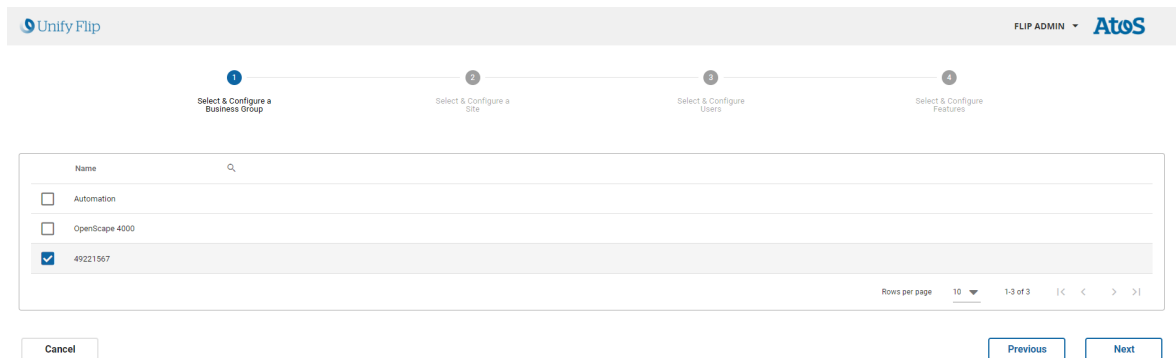 Unify Flip
FLIP ADMIN
Atos
1
2
3
4
Select & Configure a
Business Group
Select & Configure a
Site
Select & Configure
Users
Select & Configure
Features
Name
Automation
OpenScape 4000
49221567
Rows per page 10 1-3 of 3
Cancel
Previous
Next